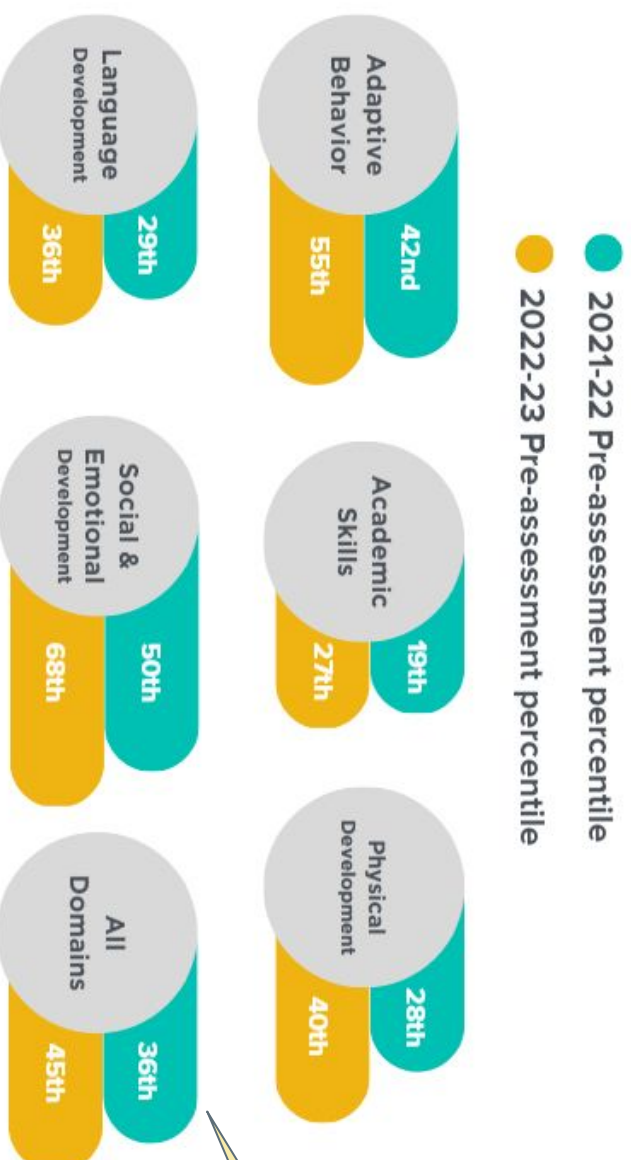 2021-22 Pre-assessment percentile
2022-23 Pre-assessment percentile
Adaptive
Behavior
42nd
55th
Academic
Skills
19th
27th
Physical
Development
28th
40th
Language
Development
29th
36th
Social &
Emotional
Development
50th
68th
All
Domains
36th
45th